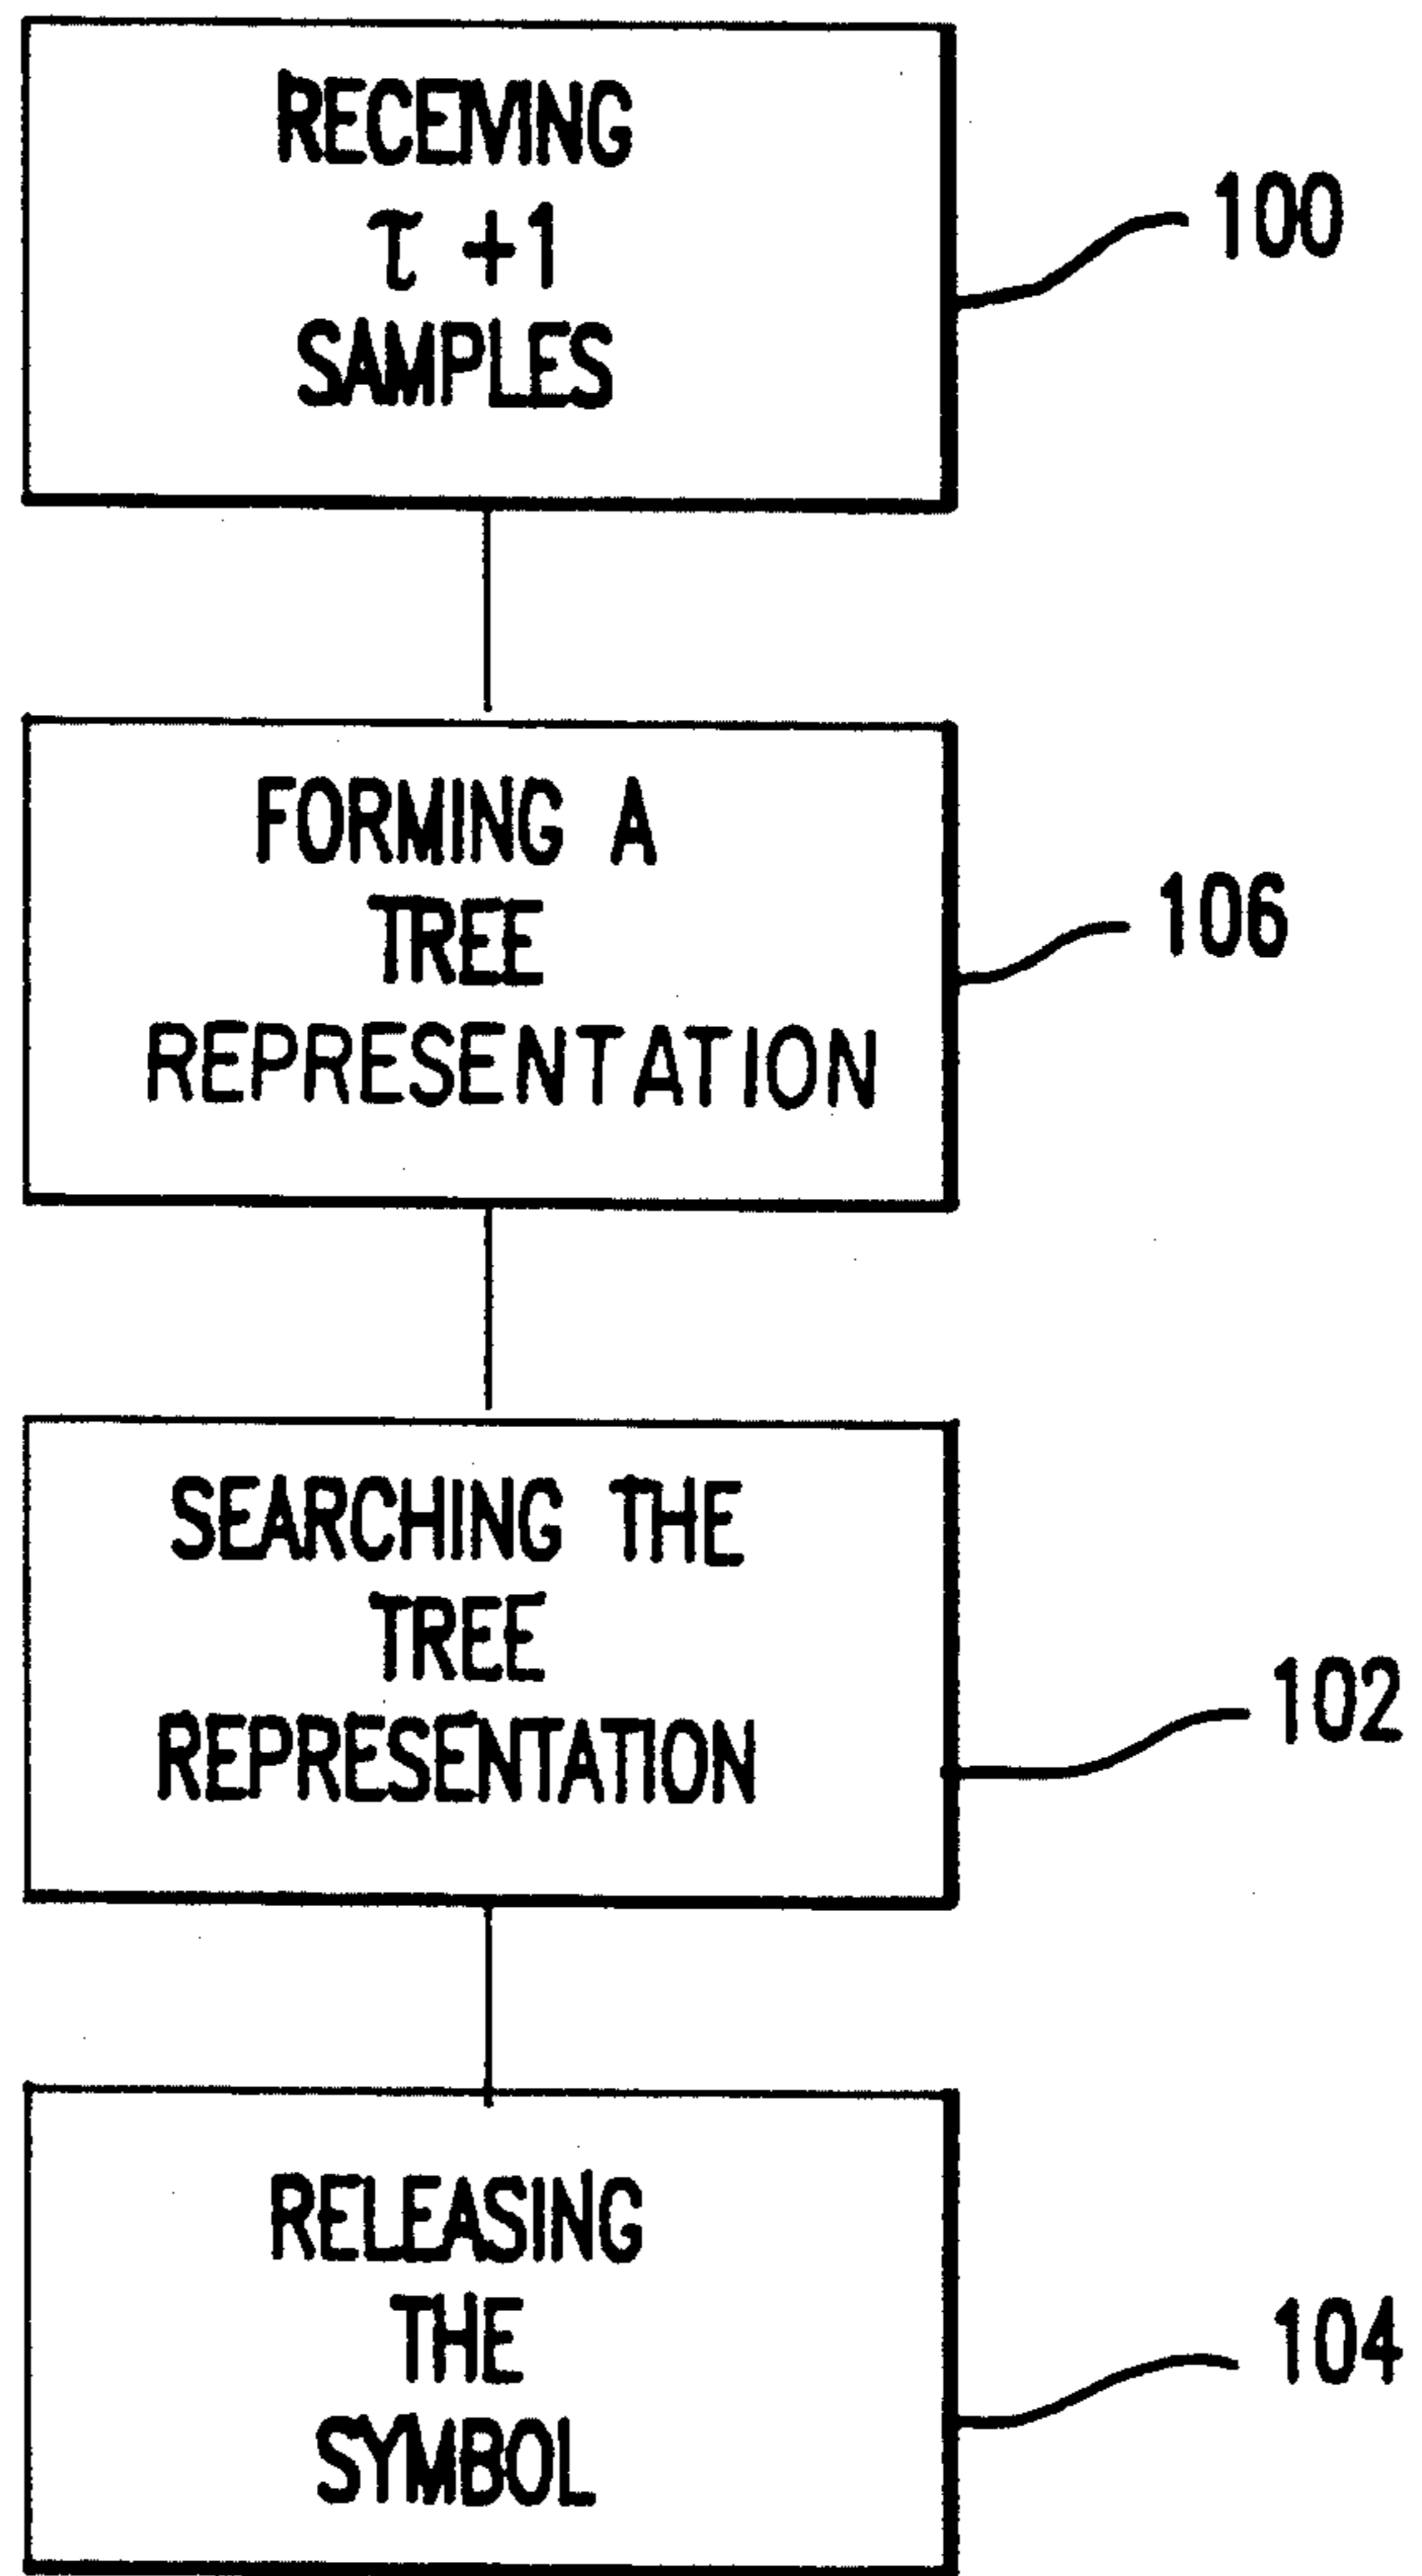 RECEIVING
τ +1
SAMPLES
100
FORMING A
TREE
REPRESENTATION
106
SEARCHING THE
TREE
REPRESENTATION
102
RELEASING
THE
SYMBOL
104